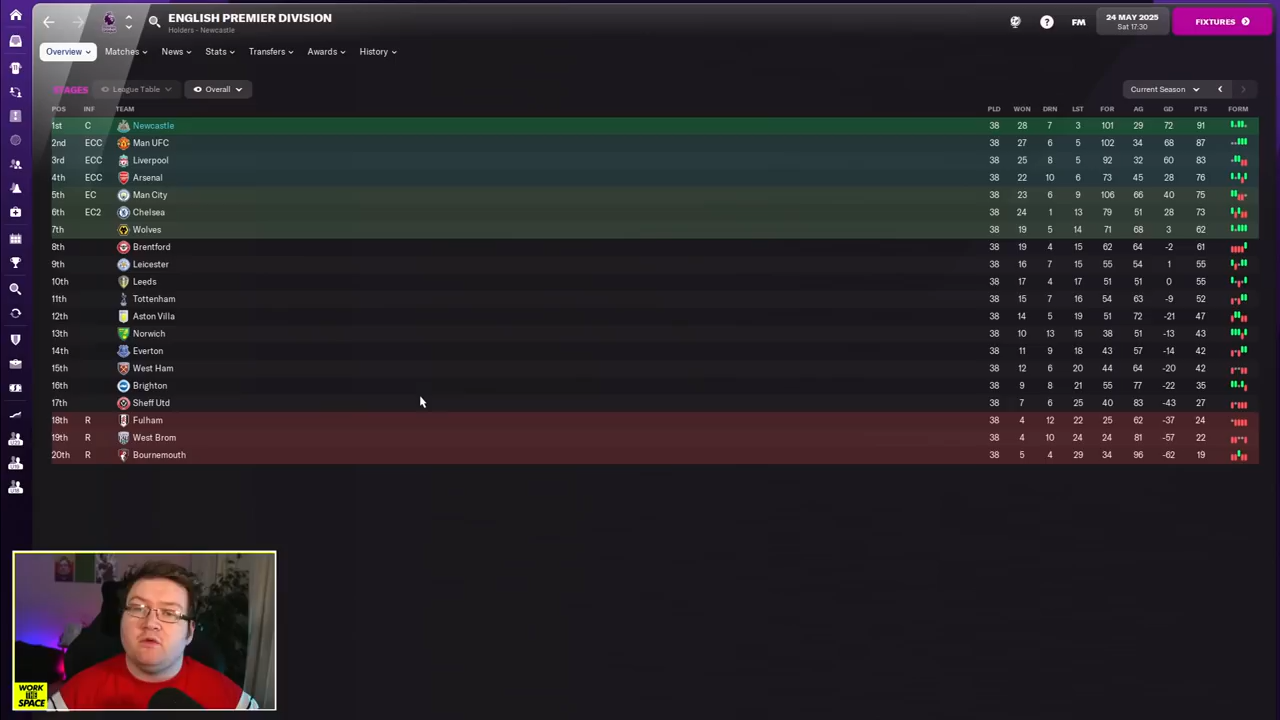 ENGLISH PREMIER DIVISION
Holders - Newcastle
FM
24 MAY 2025
Sat 17:30
FIXTURES
Overview Matches News Stats Transfers Awards History
STAGES League Table Overall Current Season
POS INF TEAM PLD WON DRN LST FOR AG GD PTS FORM
1st C Newcastle 38 28 7 3 101 29 72 91
2nd ECC Man UFC 38 27 6 5 102 34 68 87
3rd ECC Liverpool 38 25 8 5 92 32 60 83
4th ECC Arsenal 38 22 10 6 73 45 28 76
5th EC Man City 38 23 6 9 106 66 40 75
6th EC2 Chelsea 38 24 1 13 79 51 28 73
7th Wolves 38 19 5 14 71 68 3 62
8th Brentford 38 19 4 15 62 64 -2 61
9th Leicester 38 16 7 15 55 54 1 55
10th Leeds 38 17 4 17 51 51 0 55
11th Tottenham 38 15 7 16 54 63 -9 52
12th Aston Villa 38 14 5 19 51 72 -21 47
13th Norwich 38 10 13 15 38 51 -13 43
14th Everton 38 11 9 18 43 57 -14 42
15th West Ham 38 12 6 20 44 64 -20 42
16th Brighton 38 9 8 21 55 77 -22 35
17th Sheff Utd 38 7 6 25 40 83 -43 27
18th R Fulham 38 4 12 22 25 62 -37 24
19th R West Brom 38 4 10 24 24 81 -57 22
20th R Bournemouth 38 5 4 29 34 96 -62 19
WORK
THE
SPACE